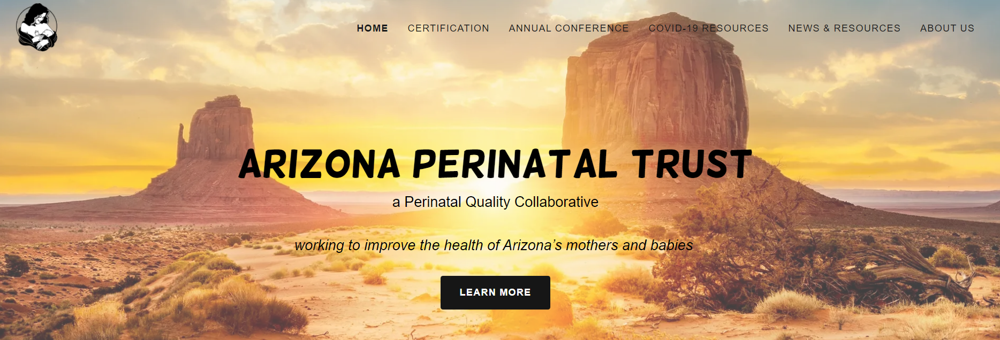 HOME CERTIFICATION ANNUAL CONFERENCE COVID-19 RESOURCES NEWS & RESOURCES ABOUT US
ARIZONA PERINATAL TRUST
a Perinatal Quality Collaborative
working to improve the health of Arizona’s mothers and babies
LEARN MORE